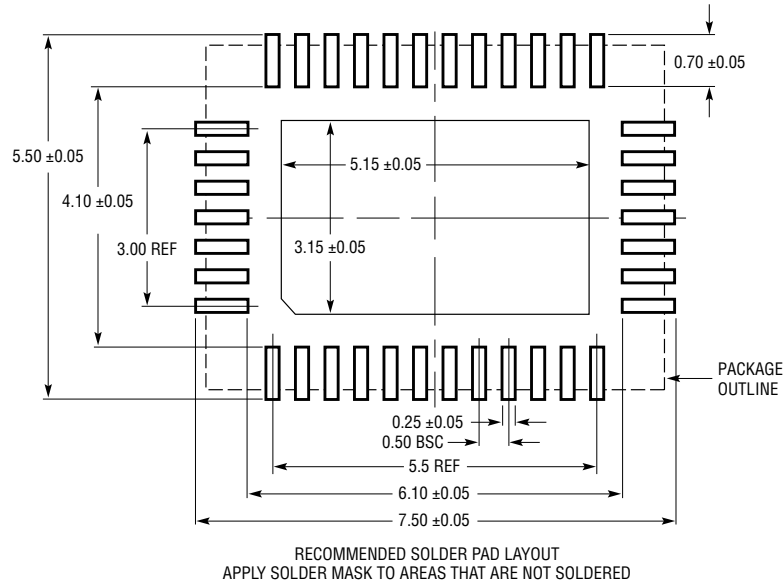 0.70 ±0.05
5.50 ±0.05
5.15 ±0.05
4.10 ±0.05
3.00 REF
3.15 ±0.05
PACKAGE
OUTLINE
0.25 ±0.05
0.50 BSC
5.5 REF
6.10 ±0.05
7.50 ±0.05
RECOMMENDED SOLDER PAD LAYOUT
APPLY SOLDER MASK TO AREAS THAT ARE NOT SOLDERED